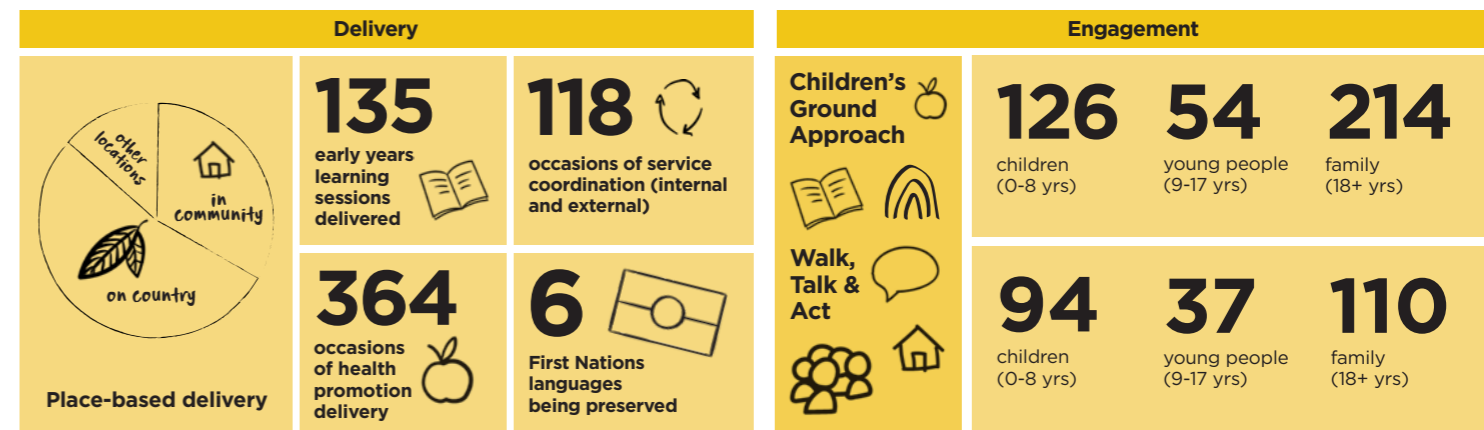 Delivery
other
locations
in
community
on country
Place-based delivery
135
early years
learning
sessions
delivered
118
occasions of service
coordination (internal
and external)
364
occasions
of health
promotion
delivery
6
First Nations
languages
being preserved
Engagement
Children's
Ground
Approach
126
children
(0-8 yrs)
54
young people
(9-17 yrs)
214
family
(18+ yrs)
Walk,
Talk &
Act
94
children
(0-8 yrs)
37
young people
(9-17 yrs)
110
family
(18+ yrs)